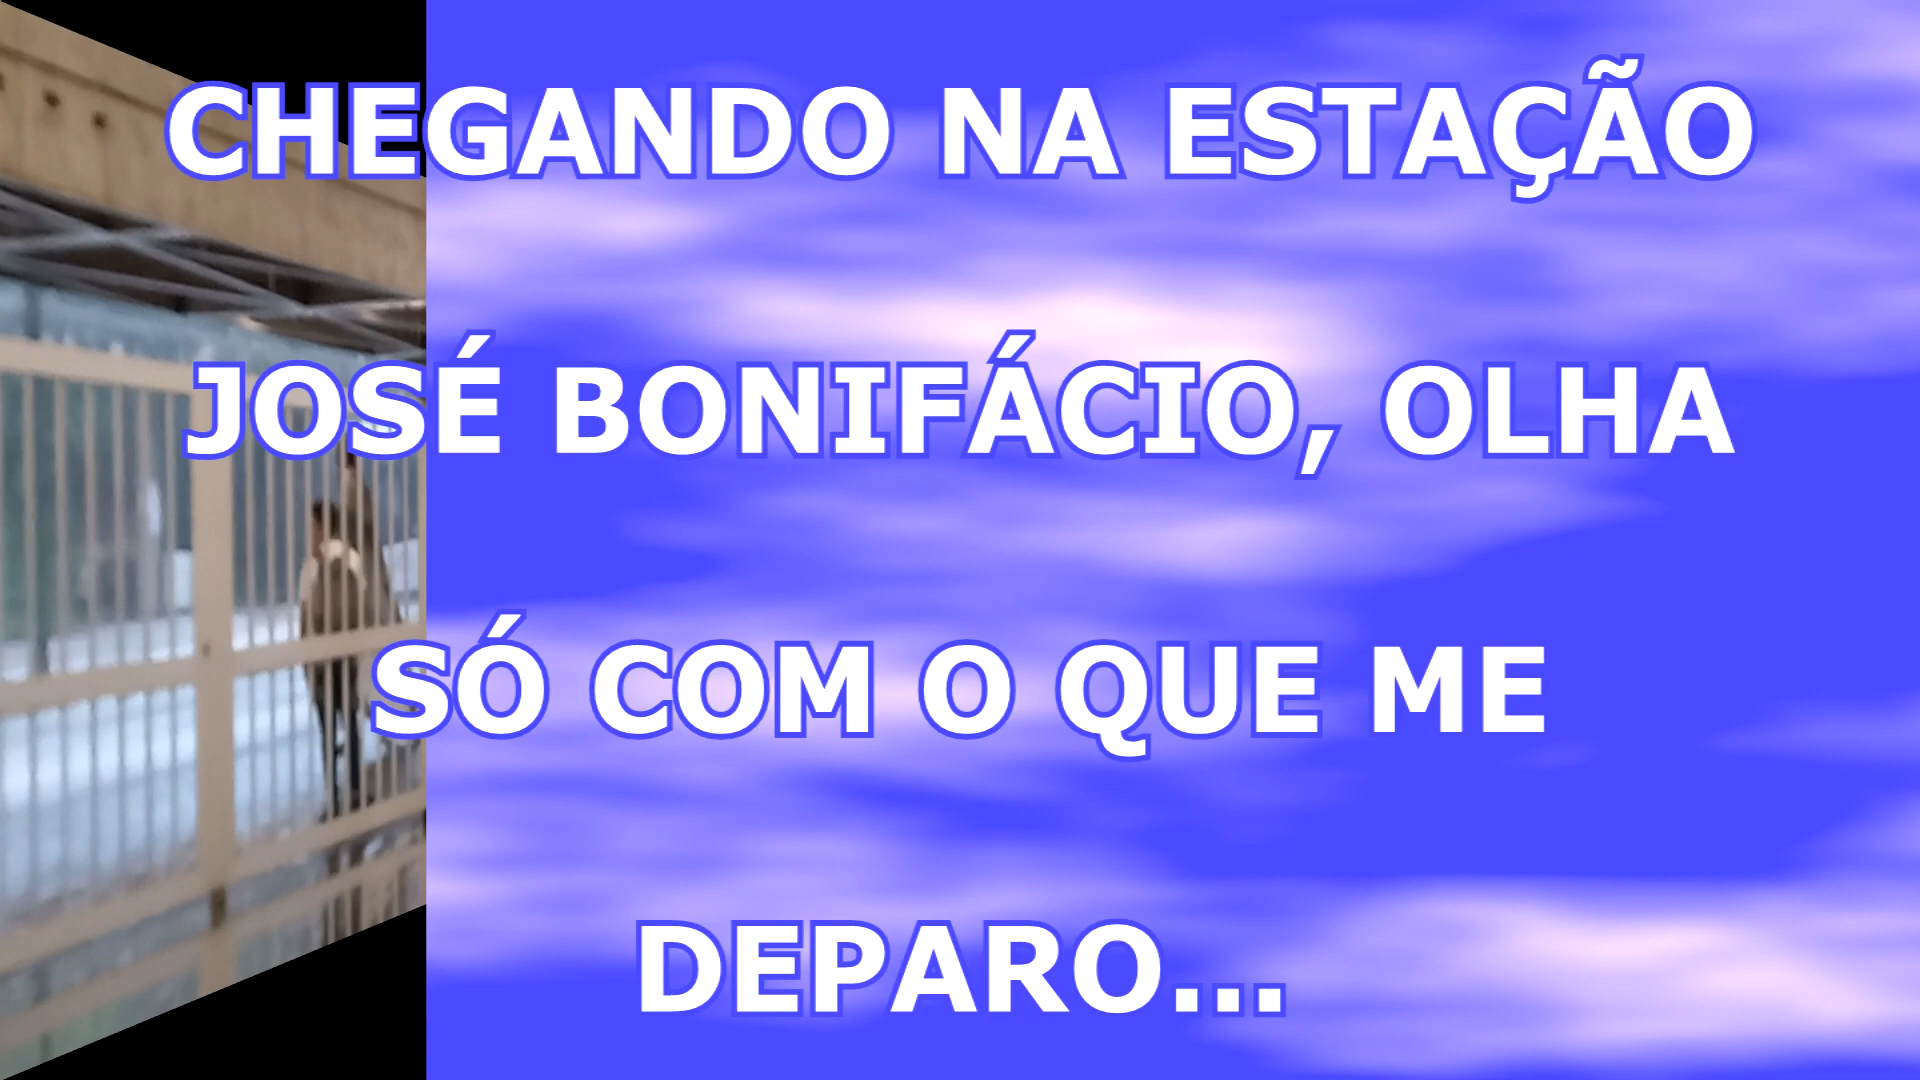 CHEGANDO NA ESTAÇÃO
JOSÉ BONIFÁCIO, OLHA
SÓ COM O QUE ME
DEPARO...